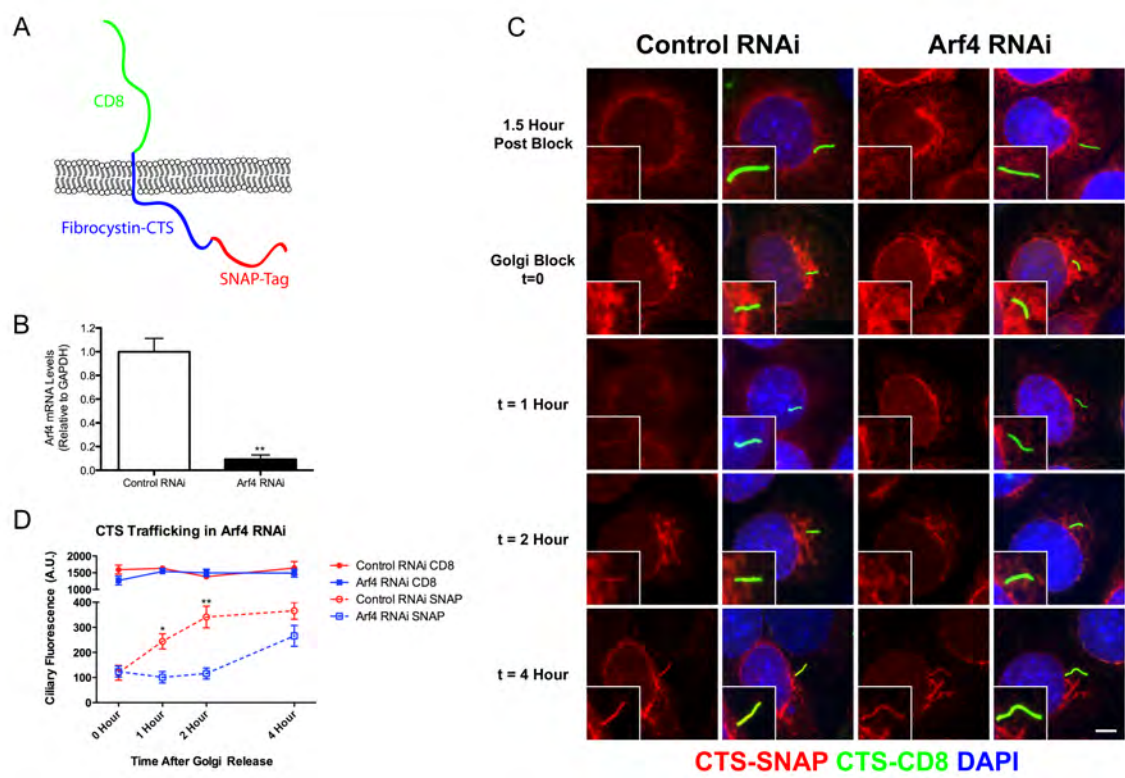 A
CD8
Fibrocystin-CTS
SNAP-Tag
B
Arf4 mRNA Levels
(Relative to GAPDH)
1.2
1.0
0.8
0.6
0.4
0.2
0.0
**
Control RNAi
Arf4 RNAi
D
CTS Trafficking in Arf4 RNAi
Ciliary Fluorescence (A.U.)
2000
1500
1000
400
300
200
100
0
*
**
0 Hour
1 Hour
2 Hour
4 Hour
Time After Golgi Release
Control RNAi CD8
Arf4 RNAi CD8
Control RNAi SNAP
Arf4 RNAi SNAP
C
Control RNAi
Arf4 RNAi
1.5 Hour
Post Block
Golgi Block
t=0
t = 1 Hour
t = 2 Hour
t = 4 Hour
CTS-SNAP CTS-CD8 DAPI